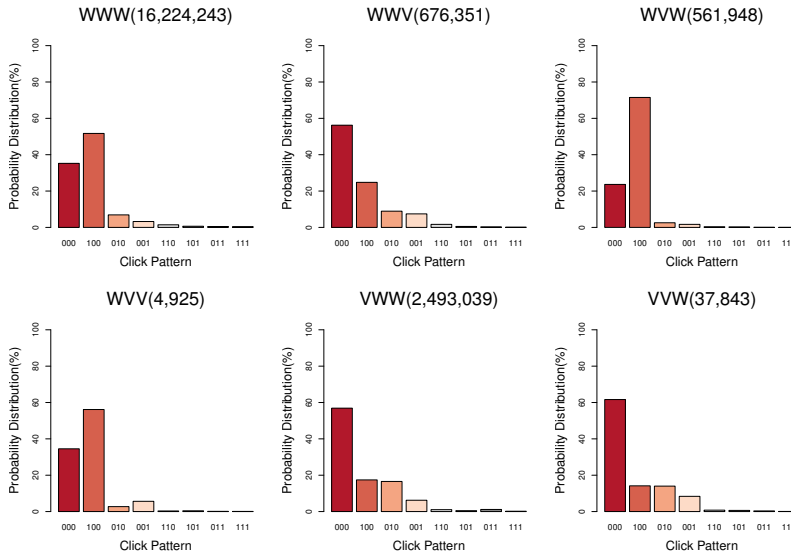 WWW(16,224,243)
Probability Distribution(%)
0 20 40 60 80 100
000 100 010 001 110 101 011 111
Click Pattern
WWV(676,351)
Probability Distribution(%)
0 20 40 60 80 100
000 100 010 001 110 101 011 111
Click Pattern
WVW(561,948)
Probability Distribution(%)
0 20 40 60 80 100
000 100 010 001 110 101 011 111
Click Pattern
WVV(4,925)
Probability Distribution(%)
0 20 40 60 80 100
000 100 010 001 110 101 011 111
Click Pattern
VWW(2,493,039)
Probability Distribution(%)
0 20 40 60 80 100
000 100 010 001 110 101 011 111
Click Pattern
VVW(37,843)
Probability Distribution(%)
0 20 40 60 80 100
000 100 010 001 110 101 011 111
Click Pattern